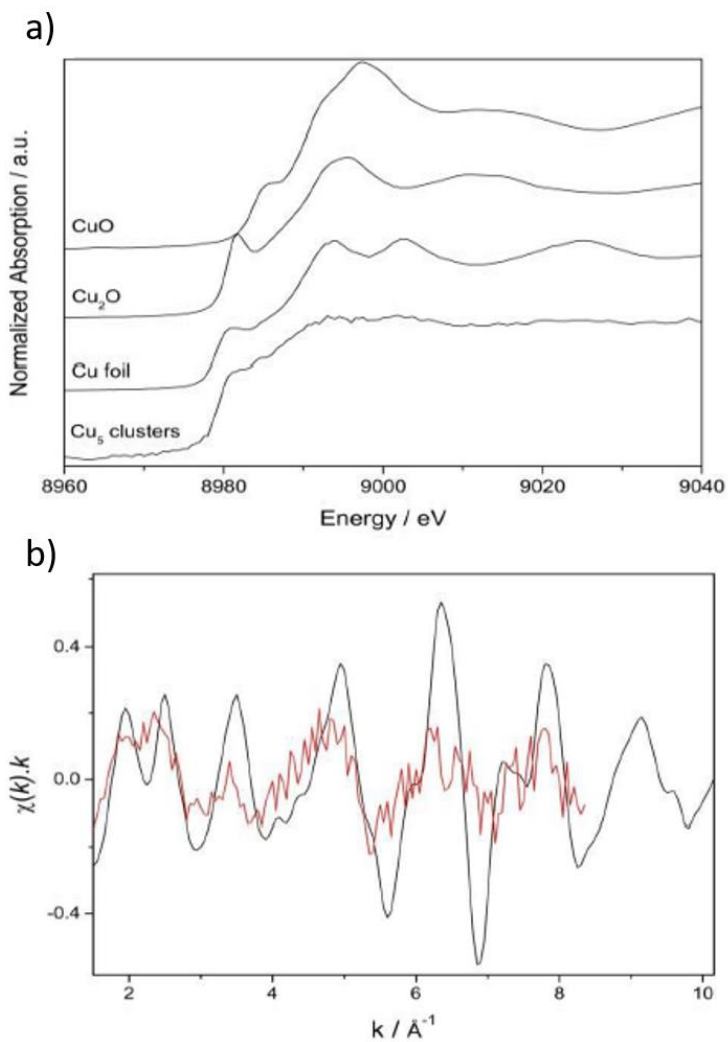 a)
Normalized Absorption / a.u.
CuO
Cu₂O
Cu foil
Cu₅ clusters
8960 8980 9000 9020 9040
Energy / eV
b)
0.4
0.0
-0.4
χ(k).k
2 4 6 8 10
k / Å⁻¹